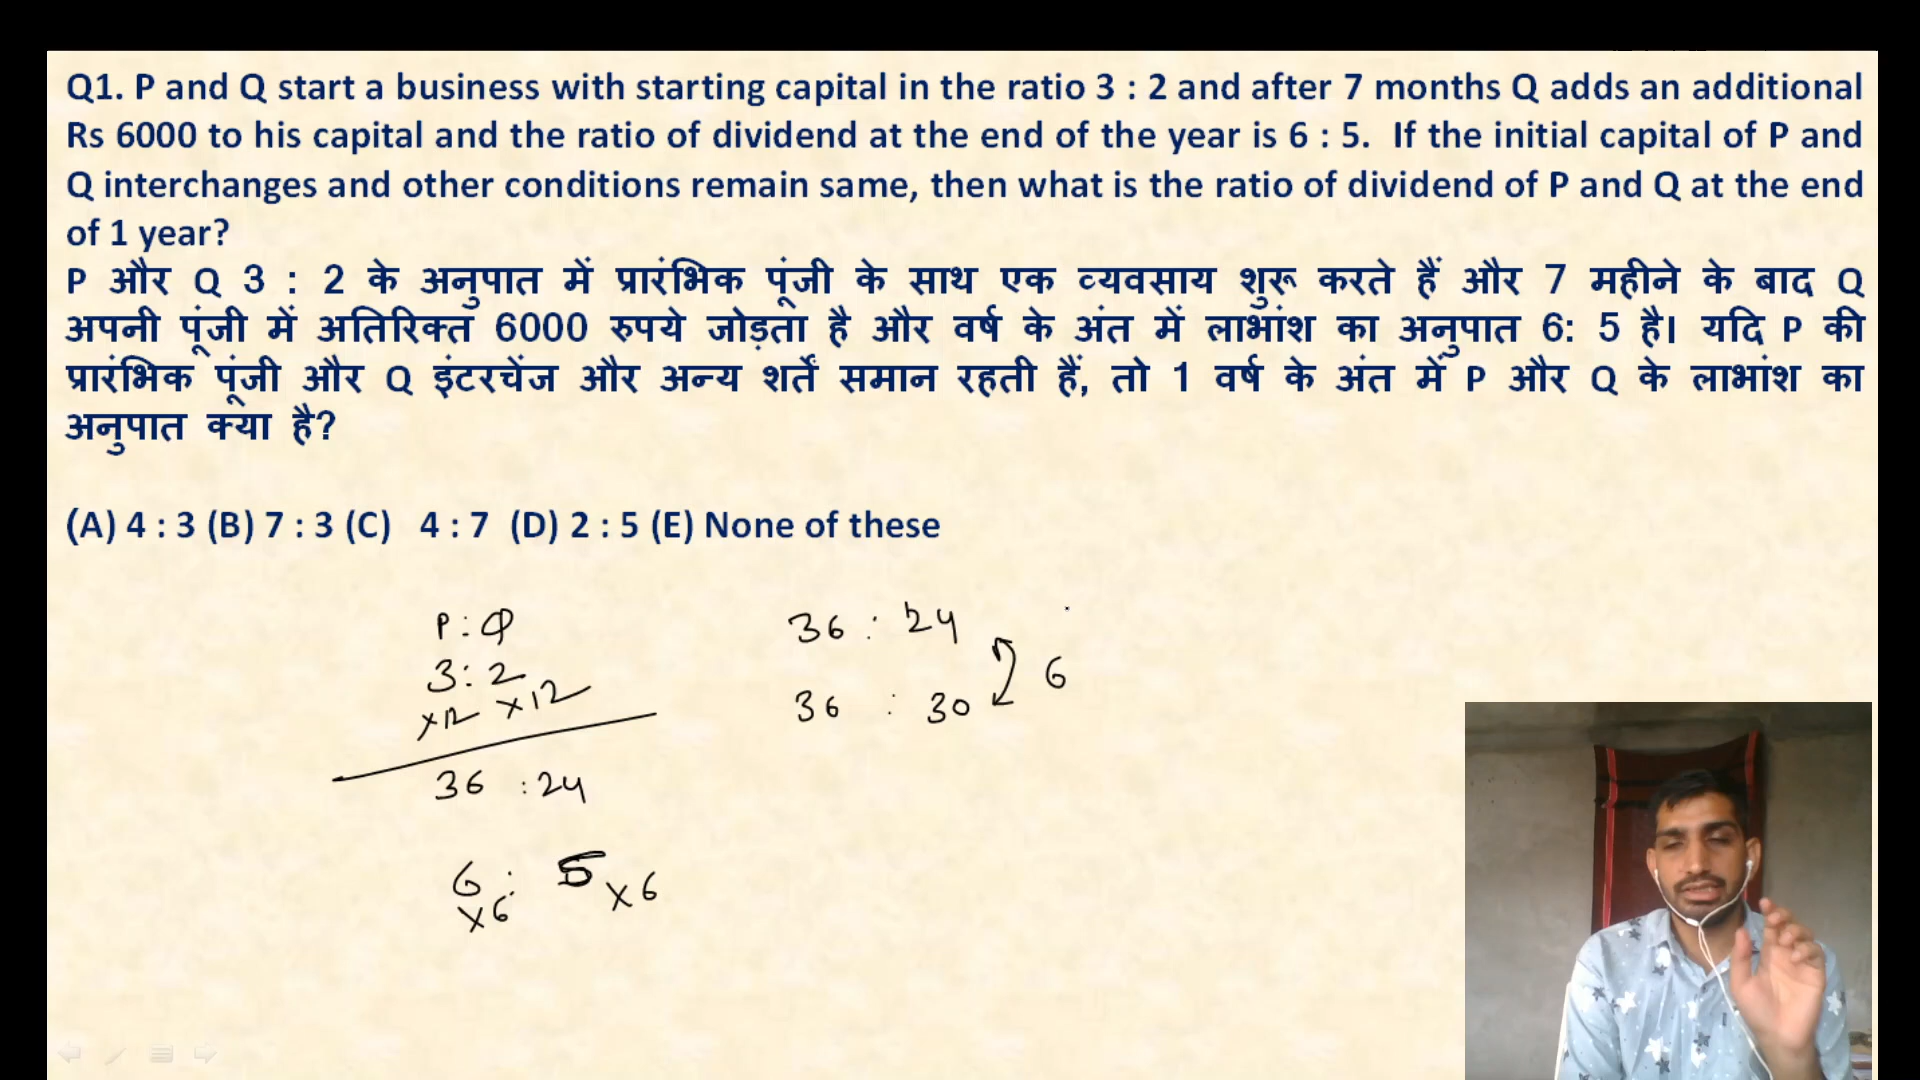 Q1. P and Q start a business with starting capital in the ratio 3 : 2 and after 7 months Q adds an additional
Rs 6000 to his capital and the ratio of dividend at the end of the year is 6 : 5.  If the initial capital of P and
Q interchanges and other conditions remain same, then what is the ratio of dividend of P and Q at the end
of 1 year?
P और Q 3 : 2 के अनुपात में प्रारंभिक पूंजी के साथ एक व्यवसाय शुरू करते हैं और 7 महीने के बाद Q
अपनी पूंजी में अतिरिक्त 6000 रुपये जोड़ता है और वर्ष के अंत में लाभांश का अनुपात 6: 5 है। यदि P की
प्रारंभिक पूंजी और Q इंटरचेंज और अन्य शर्तें समान रहती हैं, तो 1 वर्ष के अंत में P और Q के लाभांश का
अनुपात क्या है?
(A) 4 : 3 (B) 7 : 3 (C)   4 : 7  (D) 2 : 5 (E) None of these
P : Q
3 : 2
×12 ×12
36 : 24
6 : 5
×6 ×6
36 : 24
6
36 : 30